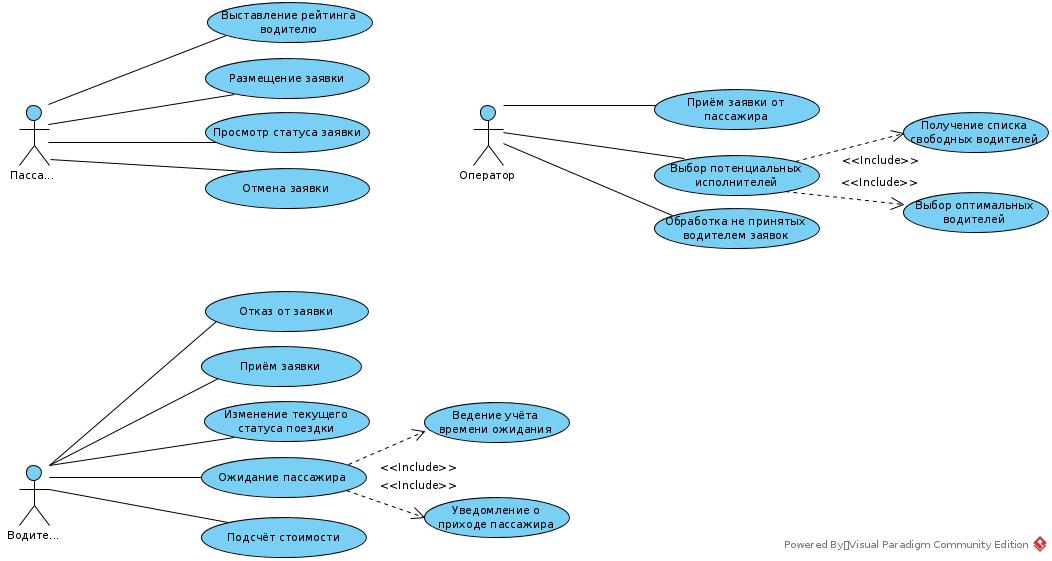 Выставление рейтинга
водителю
Размещение заявки
Просмотр статуса заявки
Отмена заявки
Пасса...
Приём заявки от
пассажира
Выбор потенциальных
исполнителей
Обработка не принятых
водителем заявок
Оператор
<<Include>>
<<Include>>
Получение списка
свободных водителей
Выбор оптимальных
водителей
Отказ от заявки
Приём заявки
Изменение текущего
статуса поездки
Ожидание пассажира
Подсчёт стоимости
Водите...
<<Include>>
<<Include>>
Ведение учёта
времени ожидания
Уведомление о
приходе пассажира
Powered By▯Visual Paradigm Community Edition